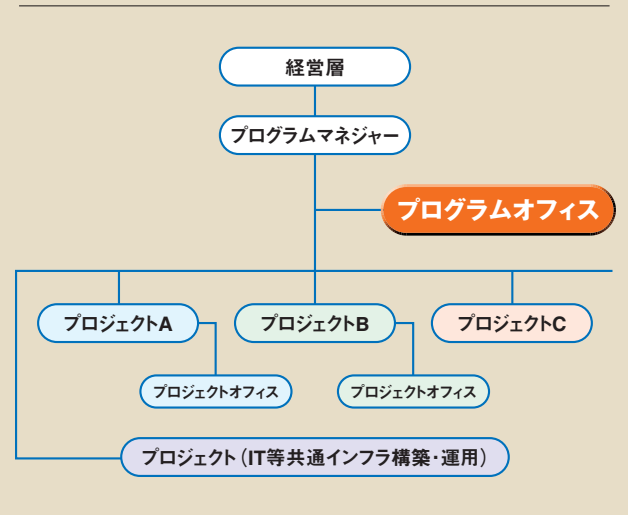 経営層
プログラムマネジャー
プログラムオフィス
プロジェクトA
プロジェクトB
プロジェクトC
プロジェクトオフィス
プロジェクトオフィス
プロジェクト（IT等共通インフラ構築・運用）